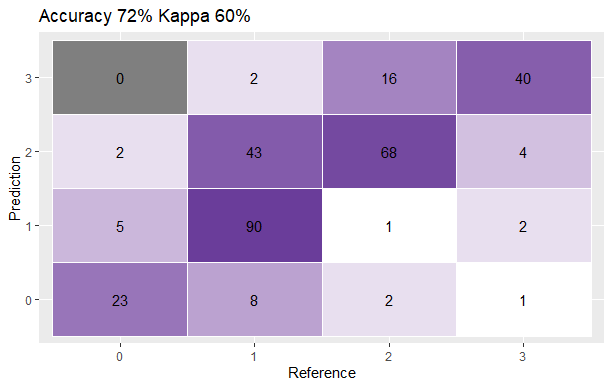 Accuracy 72% Kappa 60%
3 0 2 16 40
2 2 43 68 4
Prediction
1 5 90 1 2
0 23 8 2 1
0 1 2 3
Reference